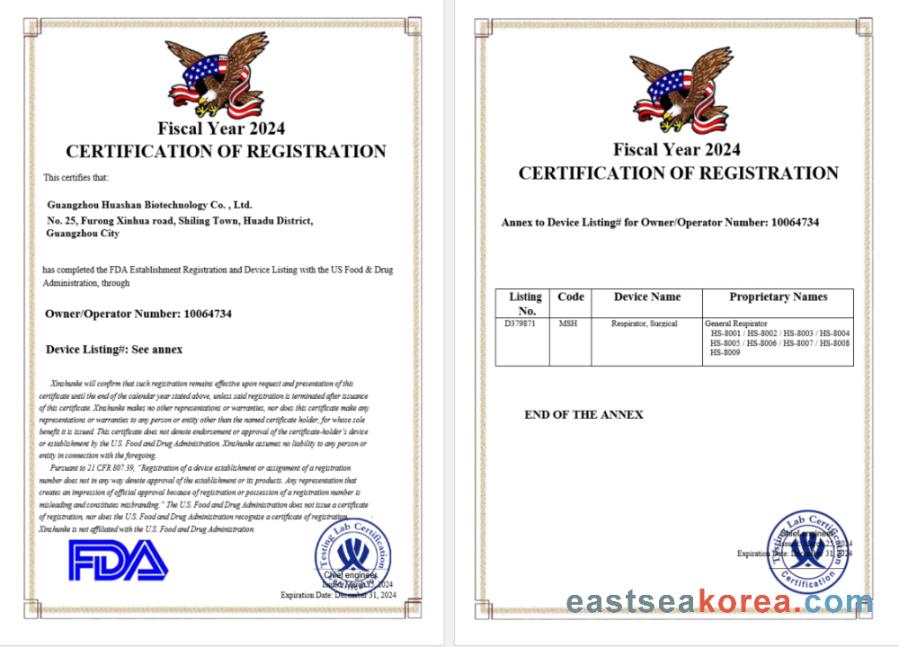 Fiscal Year 2024
CERTIFICATION OF REGISTRATION
This certifies that:
Guangzhou Huashan Biotechnology Co. , Ltd.
No. 25, Furong Xinhua road, Shiling Town, Huadu District,
Guangzhou City
has completed the FDA Establishment Registration and Device Listing with the US Food & Drug
Administration, through
Owner/Operator Number: 10064734
Device Listing#: See annex
Xinshunke will confirm that such registration remains effective upon request and presentation of this
certificate until the end of the calendar year stated above, unless said registration is terminated after issuance
of this certificate. Xinshunke makes no other representations or warranties, nor does this certificate make any
representations or warranties to any person or entity other than the named certificate holder, for whose sole
benefit it is issued. This certificate does not denote endorsement or approval of the certificate-holder's device
or establishment by the U.S. Food and Drug Administration. Xinshunke assumes no liability to any person or
entity in connection with the foregoing.
Pursuant to 21 CFR 807.39, "Registration of a device establishment or assignment of a registration
number does not in any way denote approval of the establishment or its products. Any representation that
creates an impression of official approval because of registration or possession of a registration number is
misleading and constitutes misbranding." The U.S. Food and Drug Administration does not issue a certificate
of registration, nor does the U.S. Food and Drug Administration recognize a certificate of registration.
Xinshunke is not affiliated with the U.S. Food and Drug Administration.
FDA
Testing Lab Certification
Chief engineer
Expiration Date: December 31, 2024
Fiscal Year 2024
CERTIFICATION OF REGISTRATION
Annex to Device Listing# for Owner/Operator Number: 10064734
Listing No. Code Device Name Proprietary Names
D379871 MSH Respirator, Surgical General Respirator
HS-8001 / HS-8002 / HS-8003 / HS-8004
HS-8005 / HS-8006 / HS-8007 / HS-8008
HS-8009
END OF THE ANNEX
Testing Lab Certification
Chief engineer
Expiration Date: December 31, 2024
Certification
eastseakorea.com